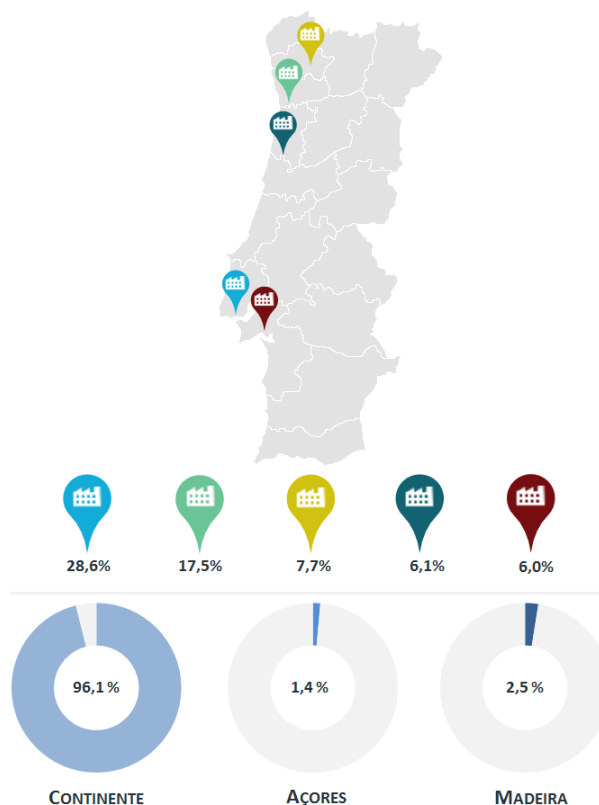 28,6%
17,5%
7,7%
6,1%
6,0%
96,1 %
1,4 %
2,5 %
CONTINENTE
AÇORES
MADEIRA